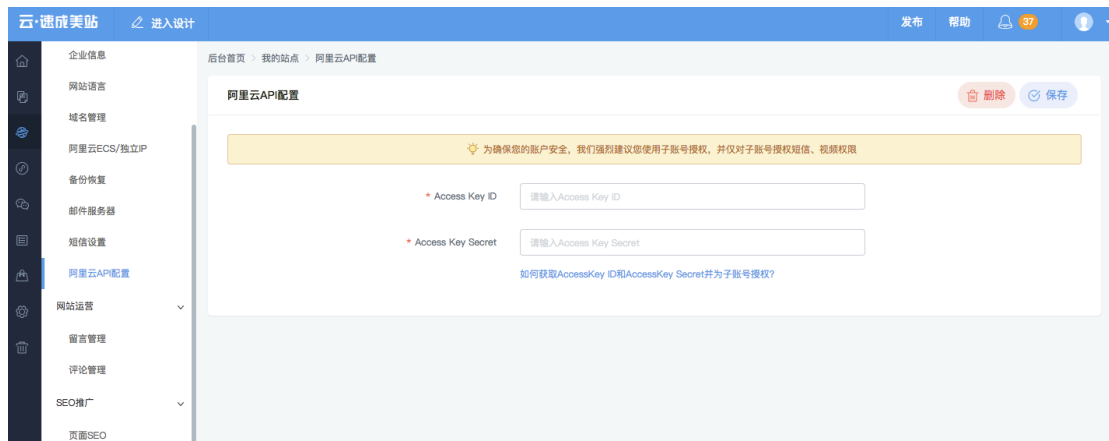 云·速成美站 进入设计 发布 帮助 37
企业信息
网站语言
域名管理
阿里云ECS/独立IP
备份恢复
邮件服务器
短信设置
阿里云API配置
网站运营
留言管理
评论管理
SEO推广
页面SEO
后台首页 > 我的站点 > 阿里云API配置
阿里云API配置 删除 保存
为确保您的账户安全，我们强烈建议您使用子账号授权，并仅对子账号授权短信、视频权限
* Access Key ID 请输入Access Key ID
* Access Key Secret 请输入Access Key Secret
如何获取AccessKey ID和AccessKey Secret并为子账号授权?